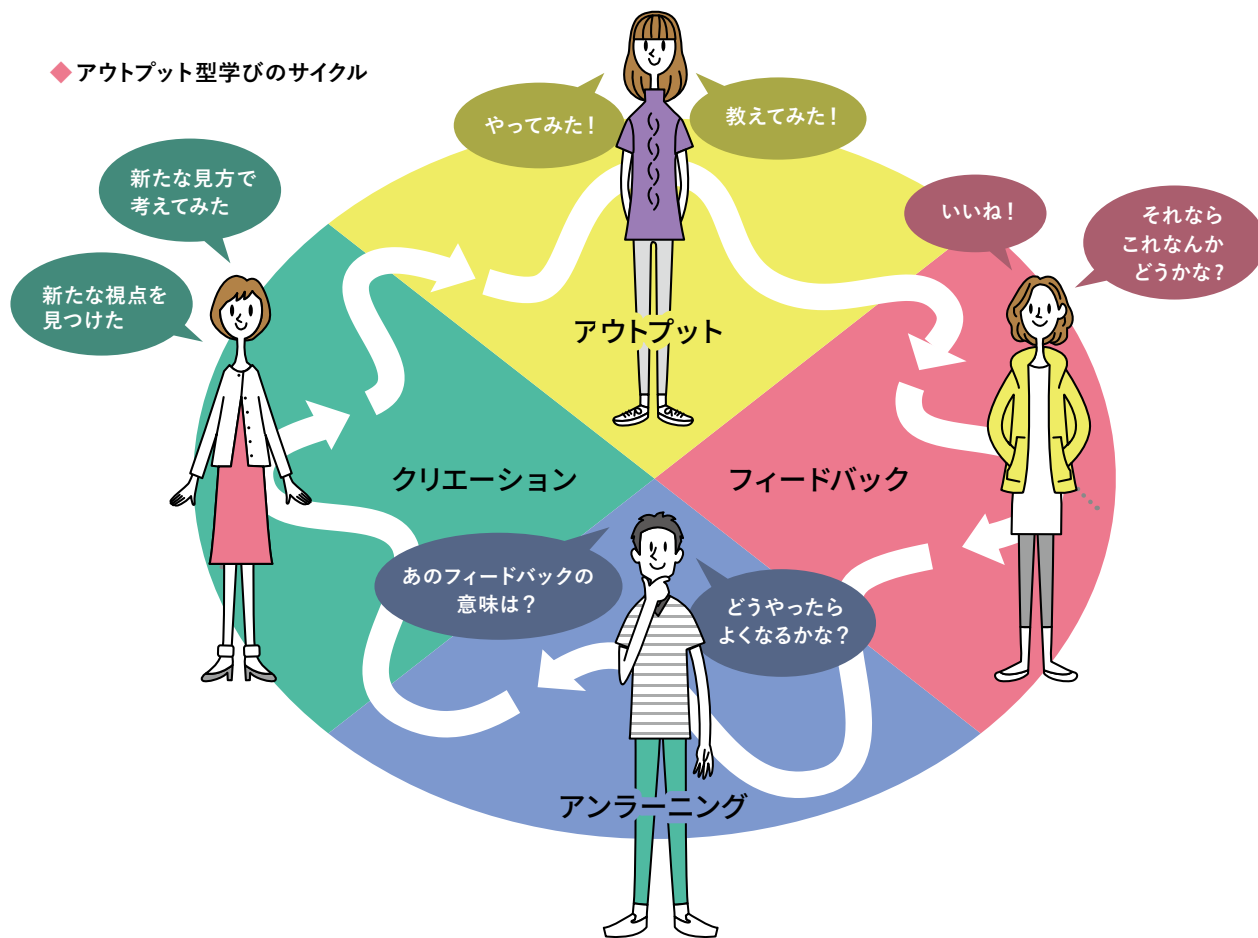 ◆ アウトプット型学びのサイクル
やってみた！
教えてみた！
新たな見方で
考えてみた
いいね！
それなら
これなんか
どうかな？
新たな視点を
見つけた
アウトプット
クリエーション
フィードバック
あのフィードバックの
意味は？
どうやったら
よくなるかな？
アンラーニング